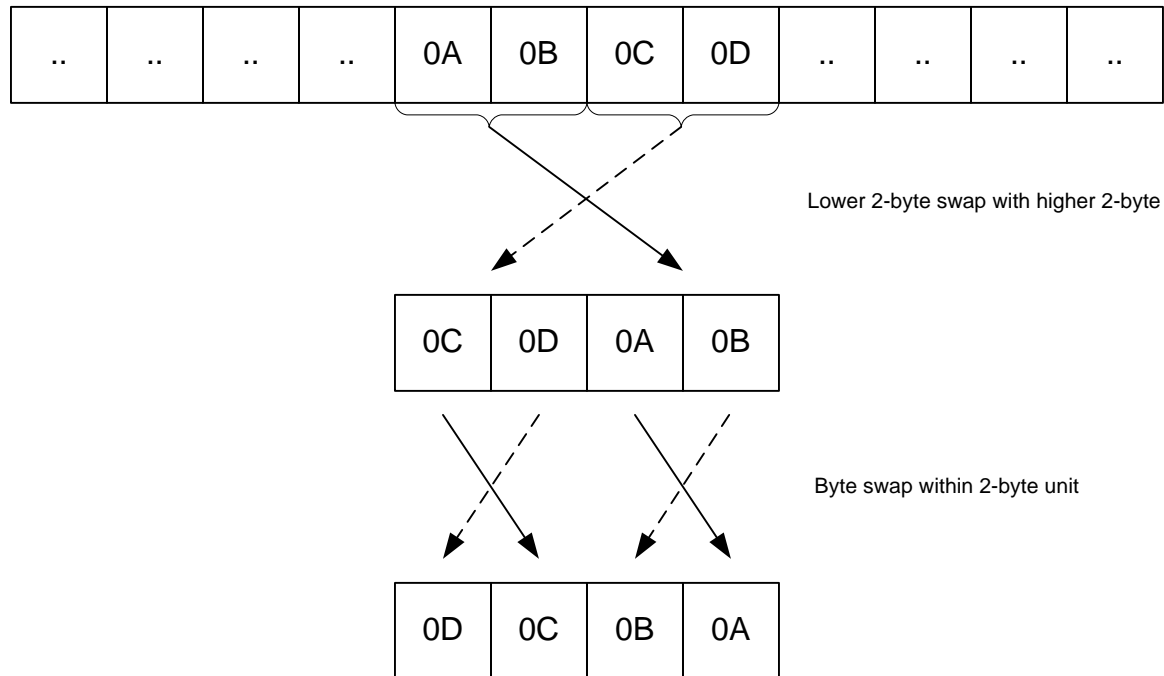 .. .. .. .. 0A 0B 0C 0D .. .. .. ..
Lower 2-byte swap with higher 2-byte
0C 0D 0A 0B
Byte swap within 2-byte unit
0D 0C 0B 0A